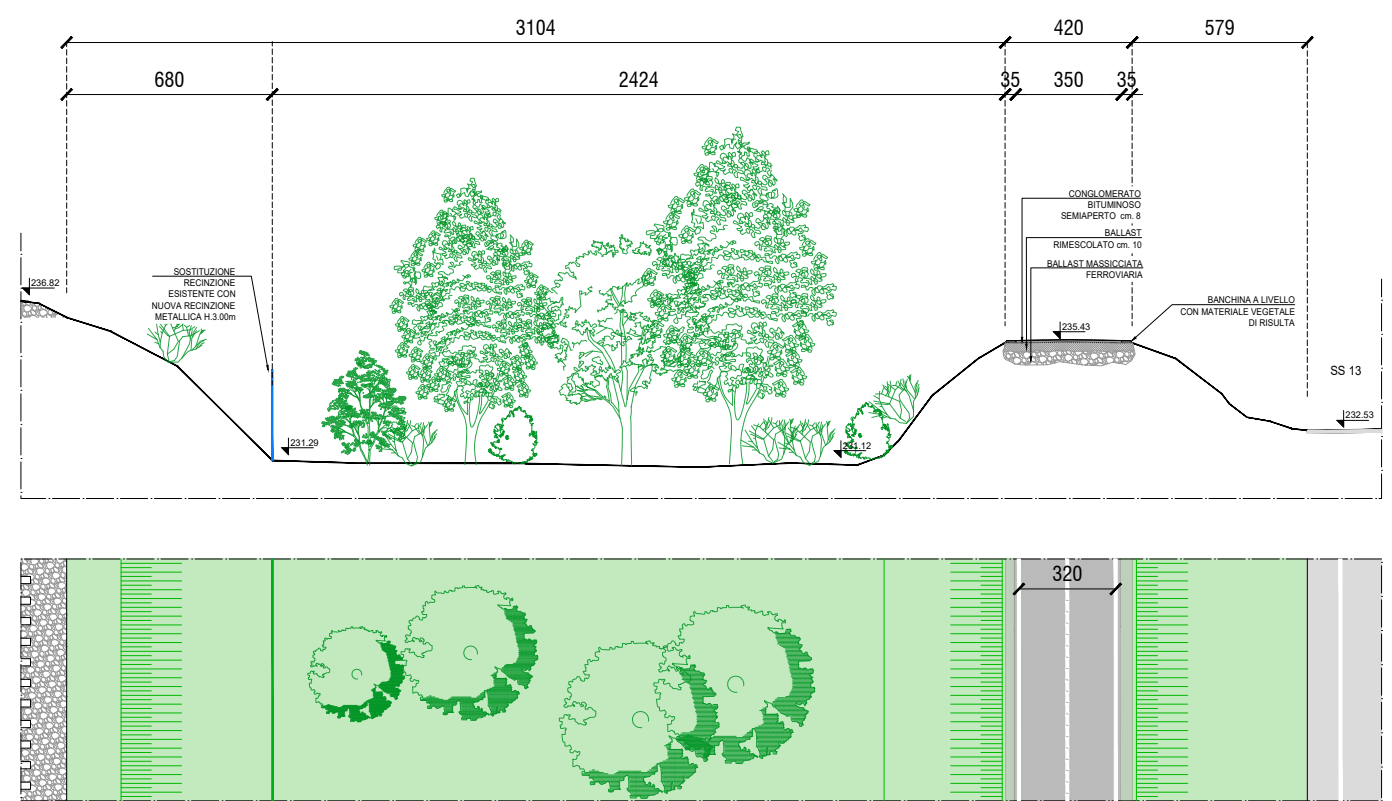 3104
420
579
680
2424
35
350
35
CONGLOMERATO
BITUMINOSO
SEMIAPERTO cm. 8
BALLAST
RIMESCOLATO cm. 10
BALLAST MASSICCIATA
FERROVIARIA
SOSTITUZIONE
RECINZIONE
ESISTENTE CON
NUOVA RECINZIONE
METALLICA H.3.00m
236.82
BANCHINA A LIVELLO
CON MATERIALE VEGETALE
DI RISULTA
235.43
SS 13
232.53
231.29
231.12
320